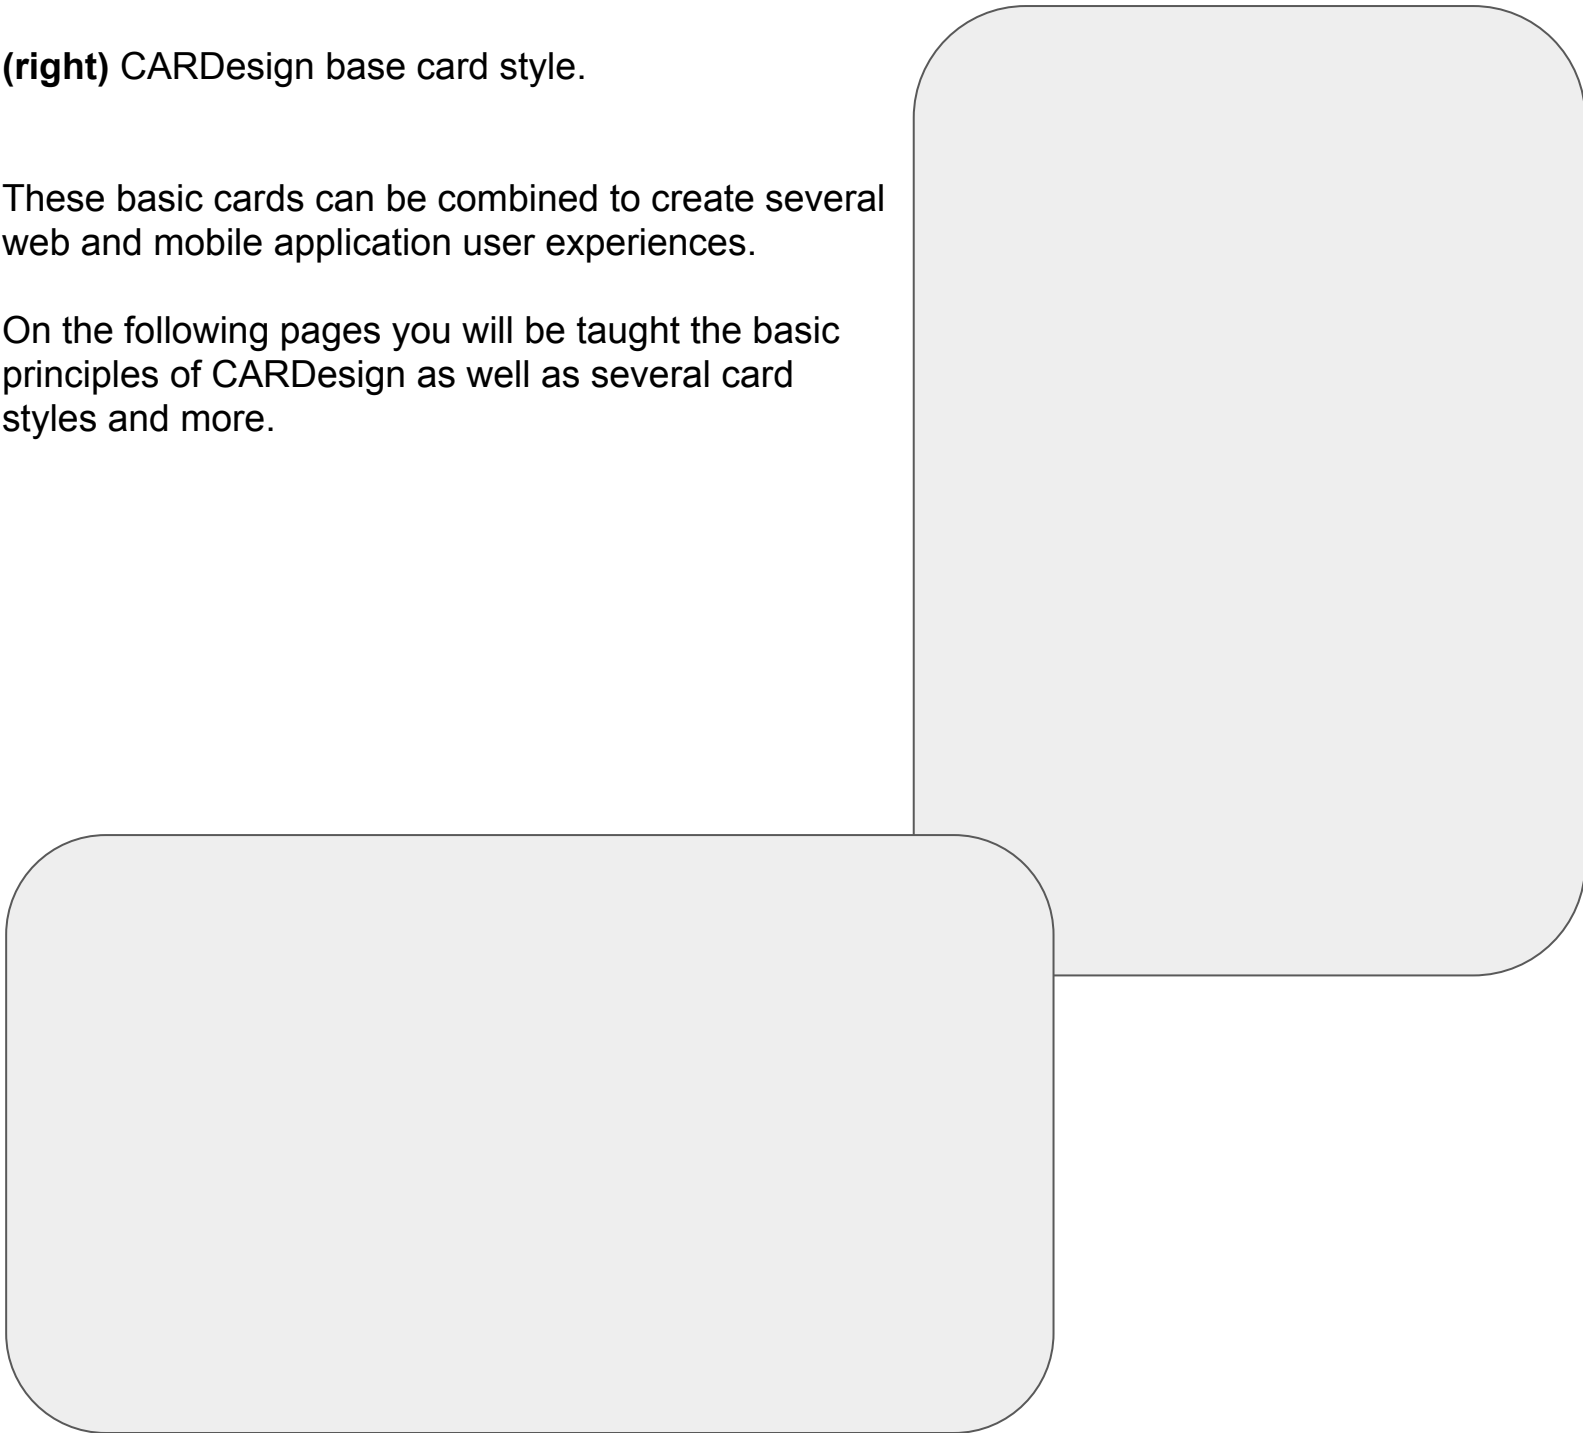 (right) CARDesign base card style.
These basic cards can be combined to create several
web and mobile application user experiences.
On the following pages you will be taught the basic
principles of CARDesign as well as several card
styles and more.